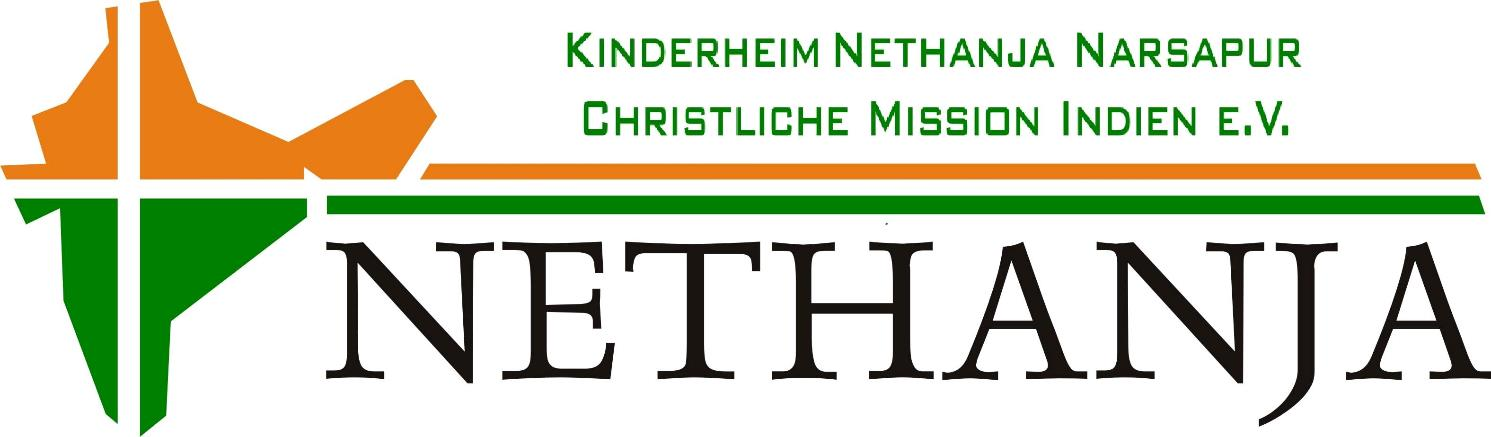 KINDERHEIM NETHANJA NARSAPUR
CHRISTLICHE MISSION INDIEN E.V.
NETHANJA